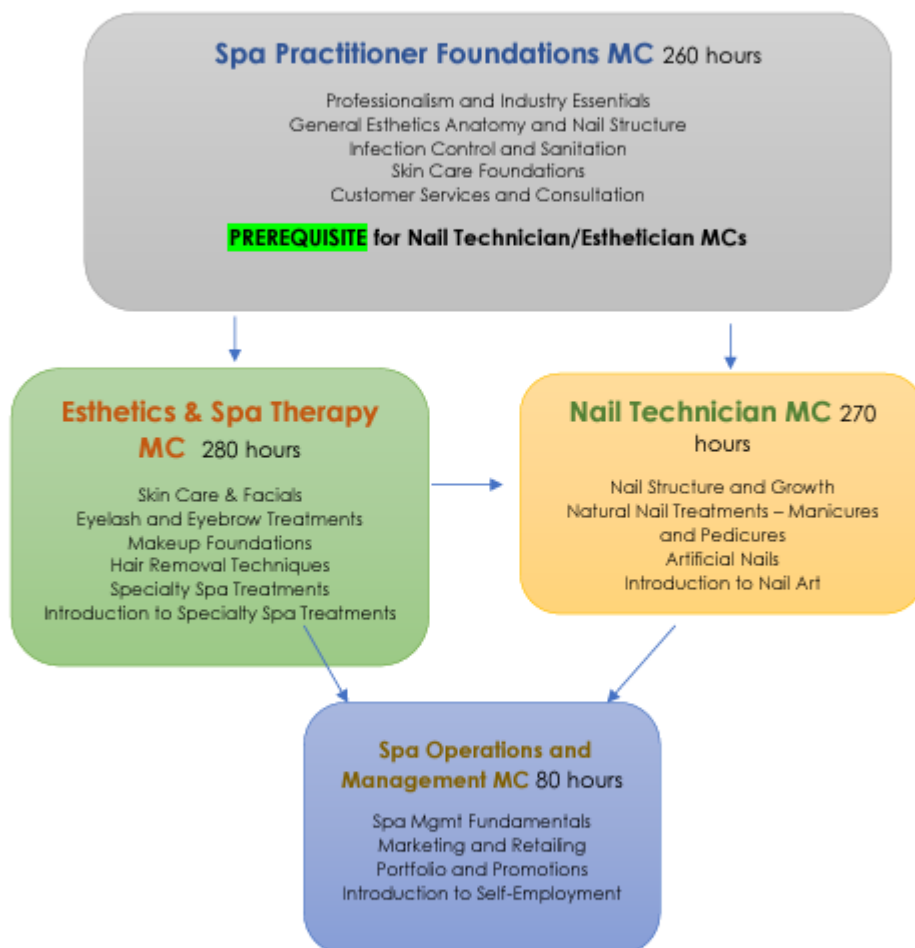 Spa Practitioner Foundations MC 260 hours
Professionalism and Industry Essentials
General Esthetics Anatomy and Nail Structure
Infection Control and Sanitation
Skin Care Foundations
Customer Services and Consultation
PREREQUISITE for Nail Technician/Esthetician MCs
Esthetics & Spa Therapy
MC 280 hours
Skin Care & Facials
Eyelash and Eyebrow Treatments
Makeup Foundations
Hair Removal Techniques
Specialty Spa Treatments
Introduction to Specialty Spa Treatments
Nail Technician MC 270
hours
Nail Structure and Growth
Natural Nail Treatments – Manicures
and Pedicures
Artificial Nails
Introduction to Nail Art
Spa Operations and
Management MC 80 hours
Spa Mgmt Fundamentals
Marketing and Retailing
Portfolio and Promotions
Introduction to Self-Employment